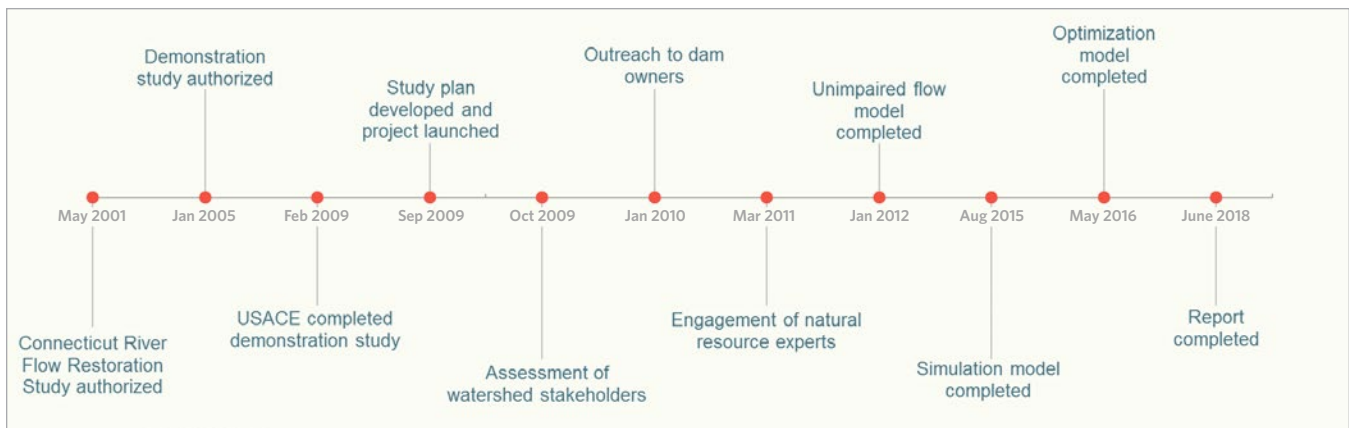 Demonstration
study authorized
Study plan
developed and
project launched
Outreach to dam
owners
Unimpaired flow
model
completed
Optimization
model
completed
May 2001
Jan 2005
Feb 2009
Sep 2009
Oct 2009
Jan 2010
Mar 2011
Jan 2012
Aug 2015
May 2016
June 2018
Connecticut River
Flow Restoration
Study authorized
USACE completed
demonstration study
Assessment of
watershed stakeholders
Engagement of natural
resource experts
Simulation model
completed
Report
completed